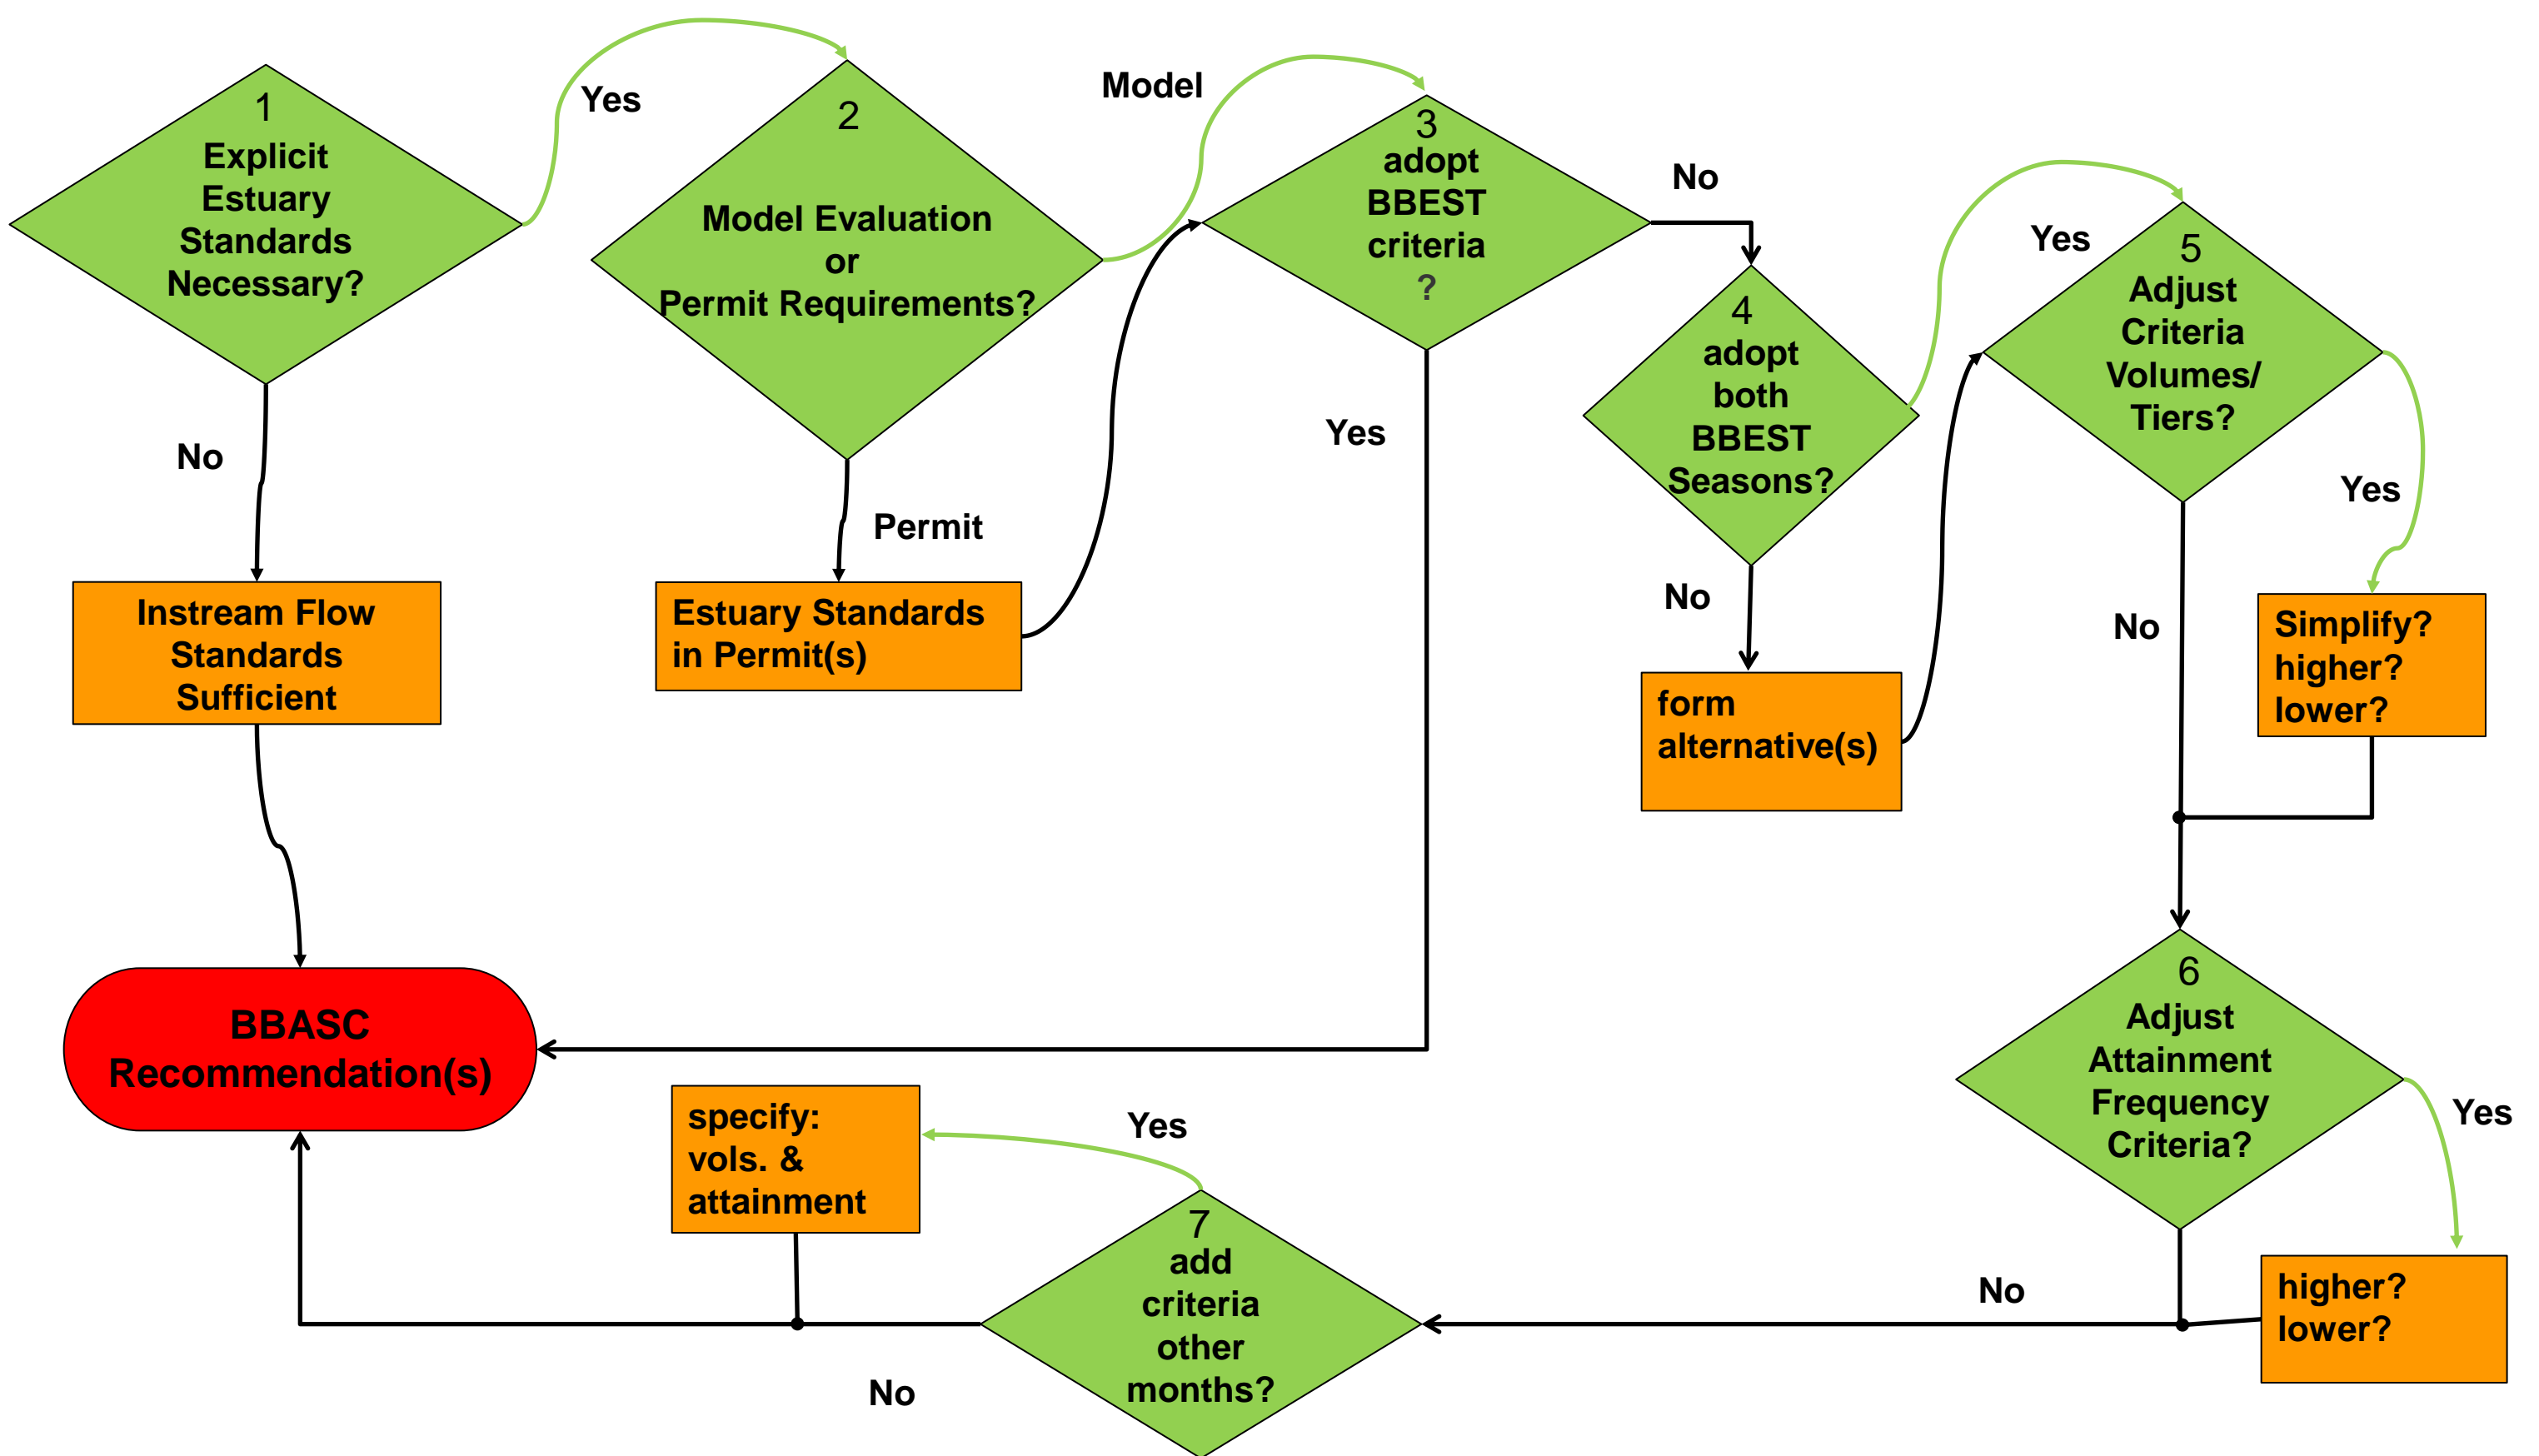 1
Explicit
Estuary
Standards
Necessary?
Yes
No
2
Model Evaluation
or
Permit Requirements?
Model
Permit
3
adopt
BBEST
criteria
?
No
Yes
4
adopt
both
BBEST
Seasons?
Yes
No
5
Adjust
Criteria
Volumes/
Tiers?
Yes
No
Instream Flow
Standards
Sufficient
Estuary Standards
in Permit(s)
form
alternative(s)
Simplify?
higher?
lower?
6
Adjust
Attainment
Frequency
Criteria?
Yes
No
higher?
lower?
7
add
criteria
other
months?
Yes
No
specify:
vols. &
attainment
BBASC
Recommendation(s)